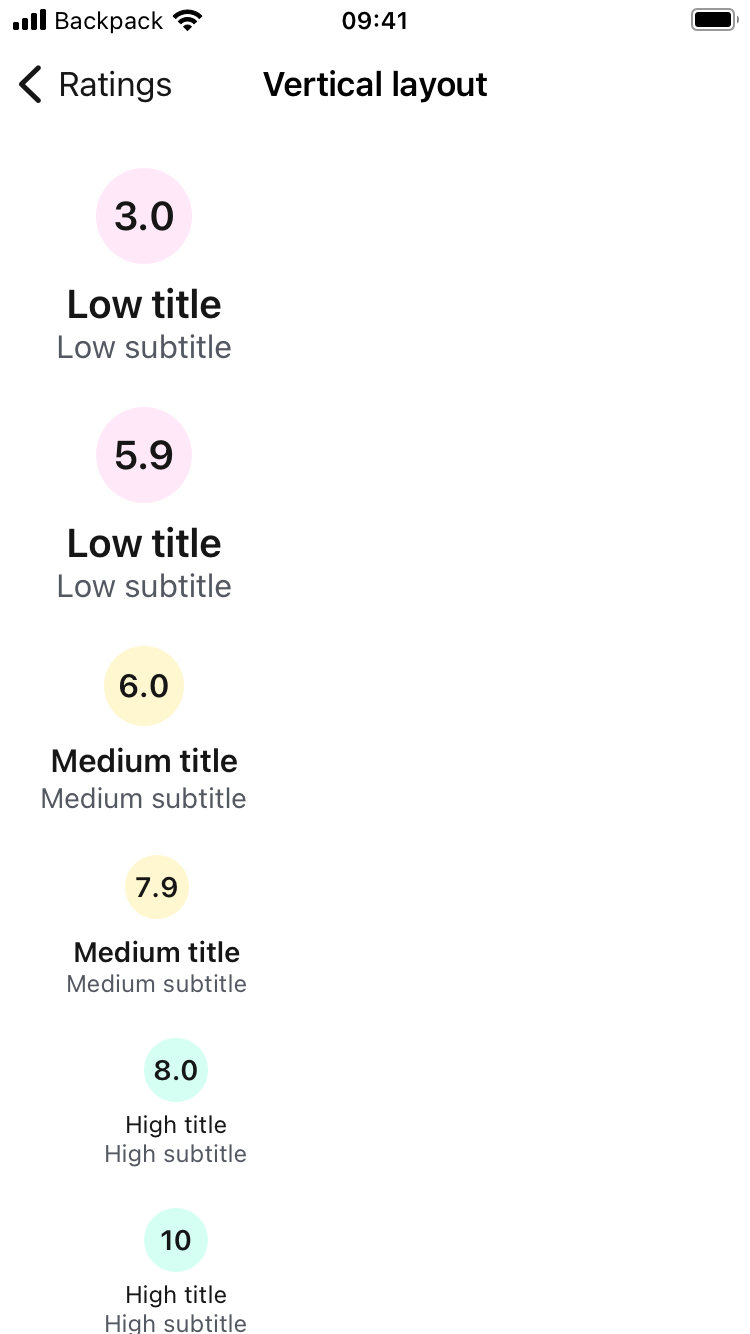 Backpack 09:41
Ratings Vertical layout
3.0
Low title
Low subtitle
5.9
Low title
Low subtitle
6.0
Medium title
Medium subtitle
7.9
Medium title
Medium subtitle
8.0
High title
High subtitle
10
High title
High subtitle